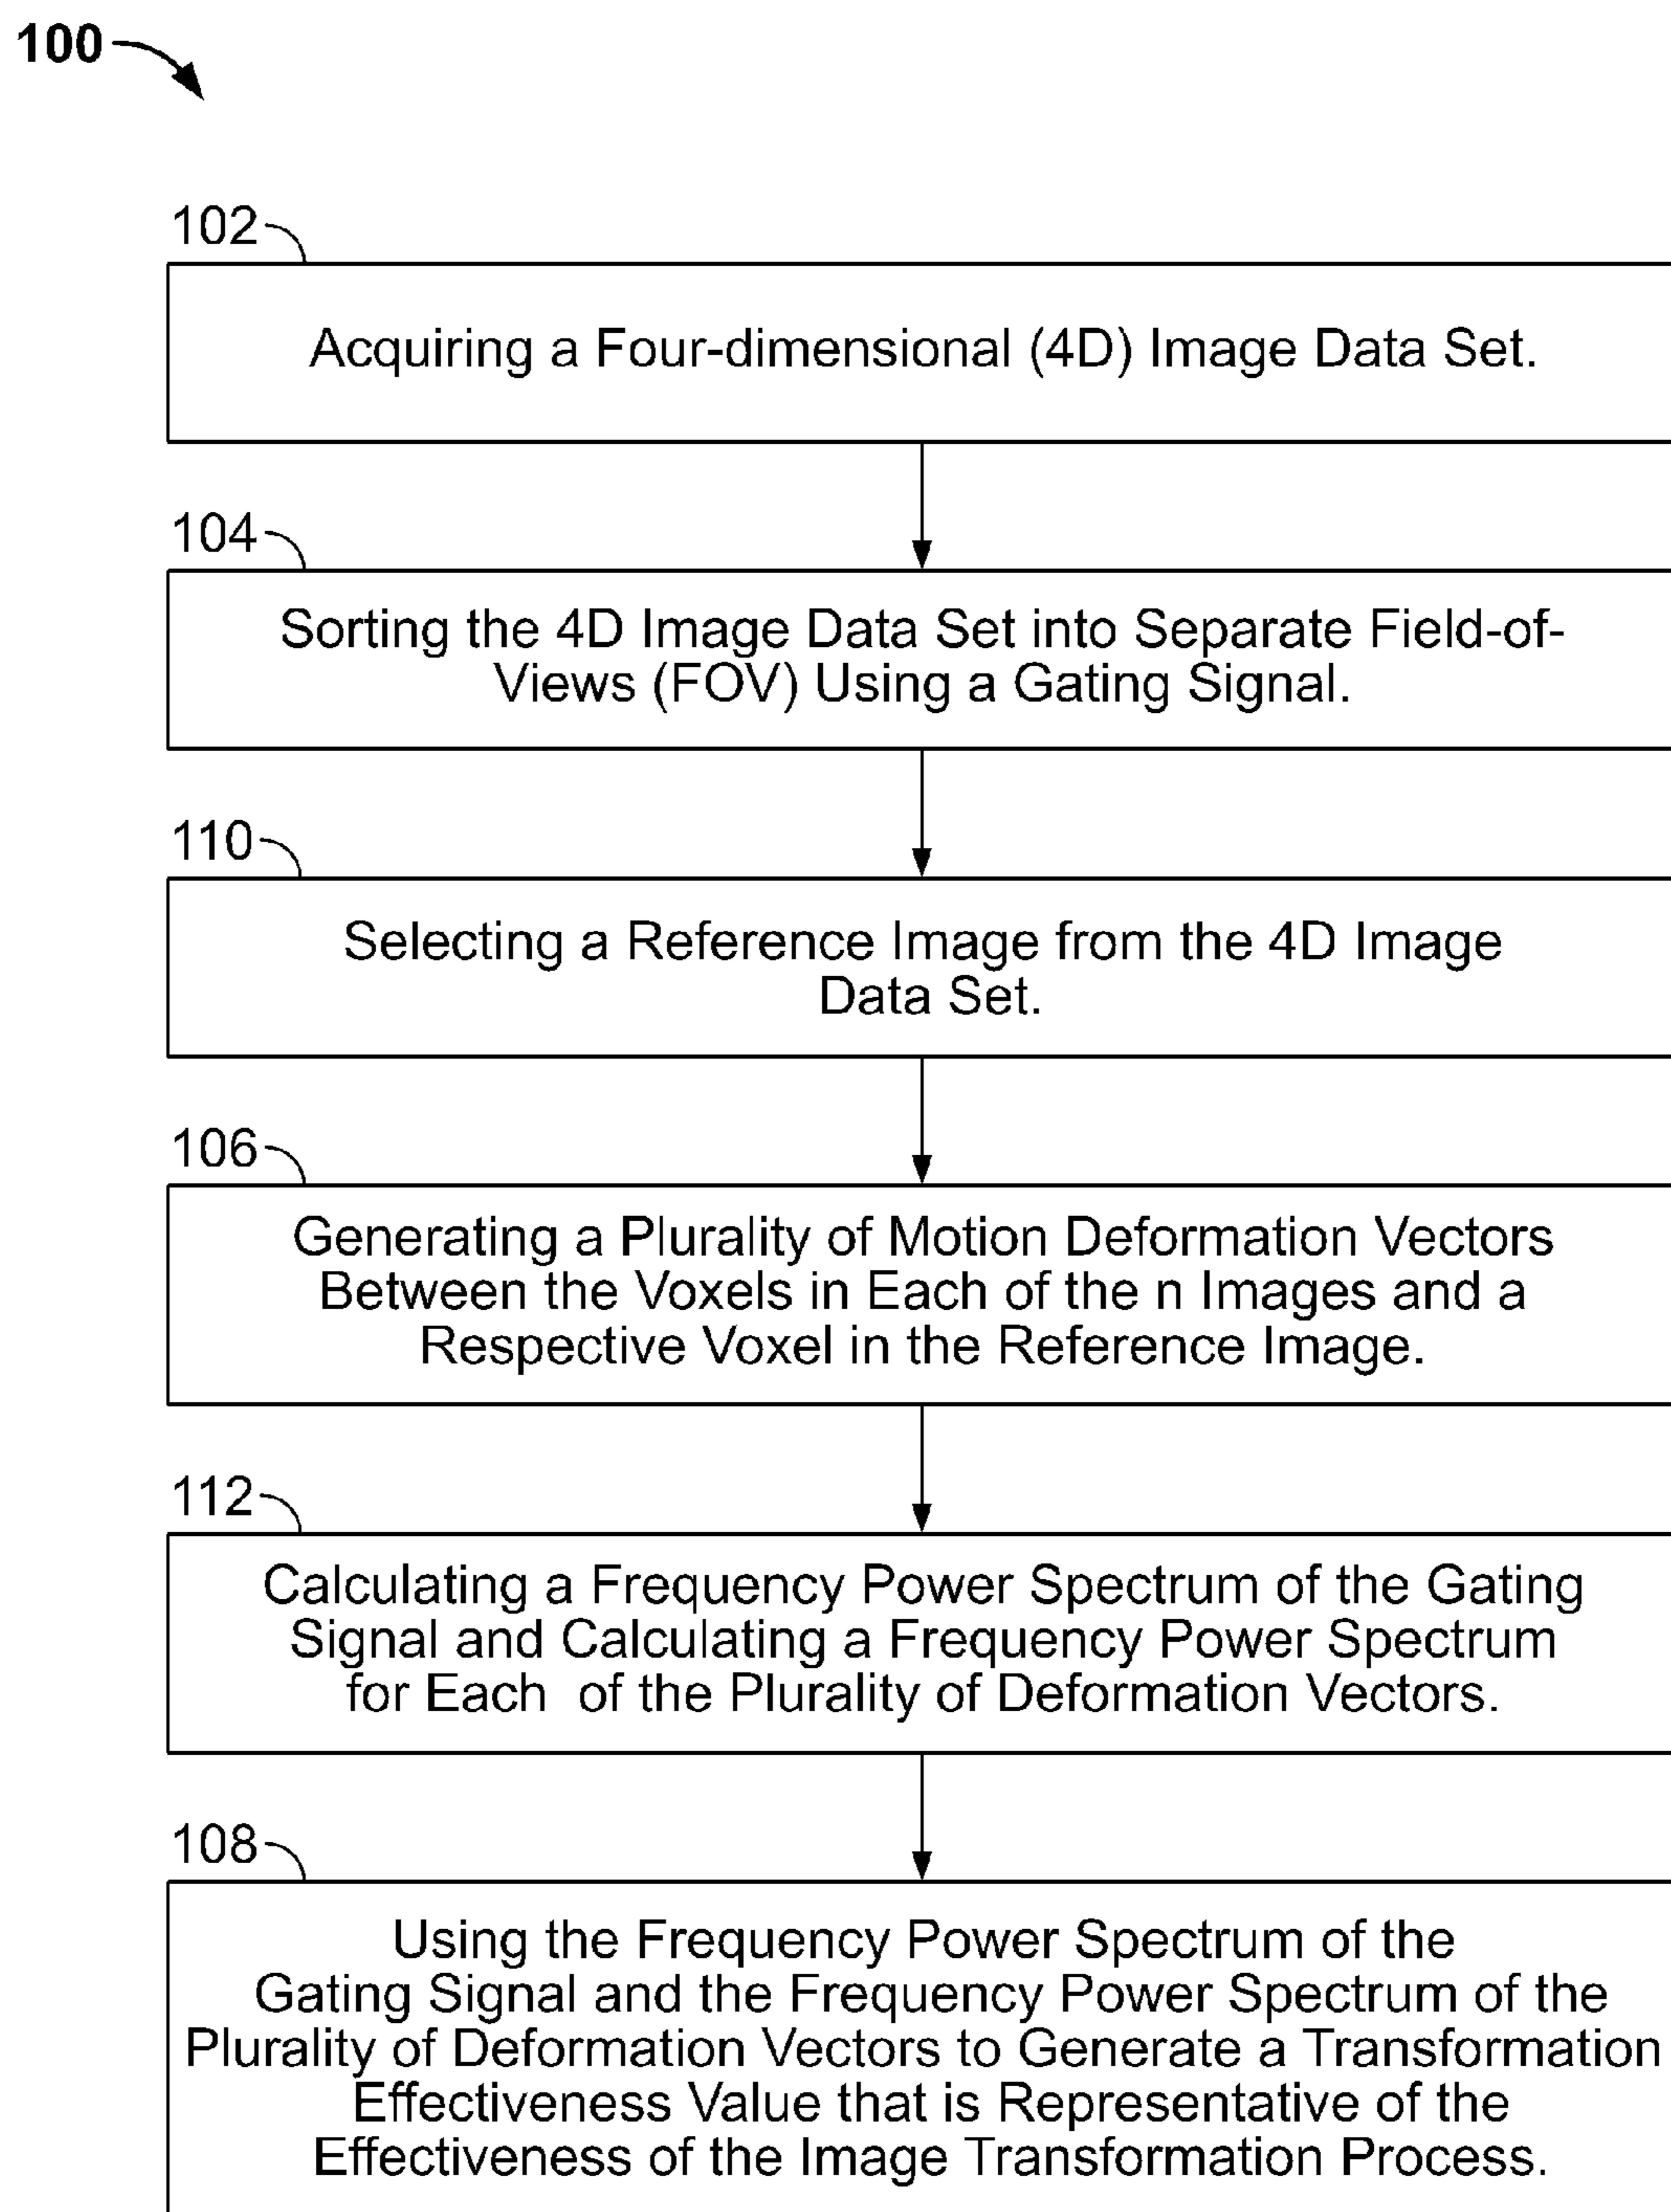 100
102
Acquiring a Four-dimensional (4D) Image Data Set.
104
Sorting the 4D Image Data Set into Separate Field-of-
Views (FOV) Using a Gating Signal.
110
Selecting a Reference Image from the 4D Image
Data Set.
106
Generating a Plurality of Motion Deformation Vectors
Between the Voxels in Each of the n Images and a
Respective Voxel in the Reference Image.
112
Calculating a Frequency Power Spectrum of the Gating
Signal and Calculating a Frequency Power Spectrum
for Each of the Plurality of Deformation Vectors.
108
Using the Frequency Power Spectrum of the
Gating Signal and the Frequency Power Spectrum of the
Plurality of Deformation Vectors to Generate a Transformation
Effectiveness Value that is Representative of the
Effectiveness of the Image Transformation Process.